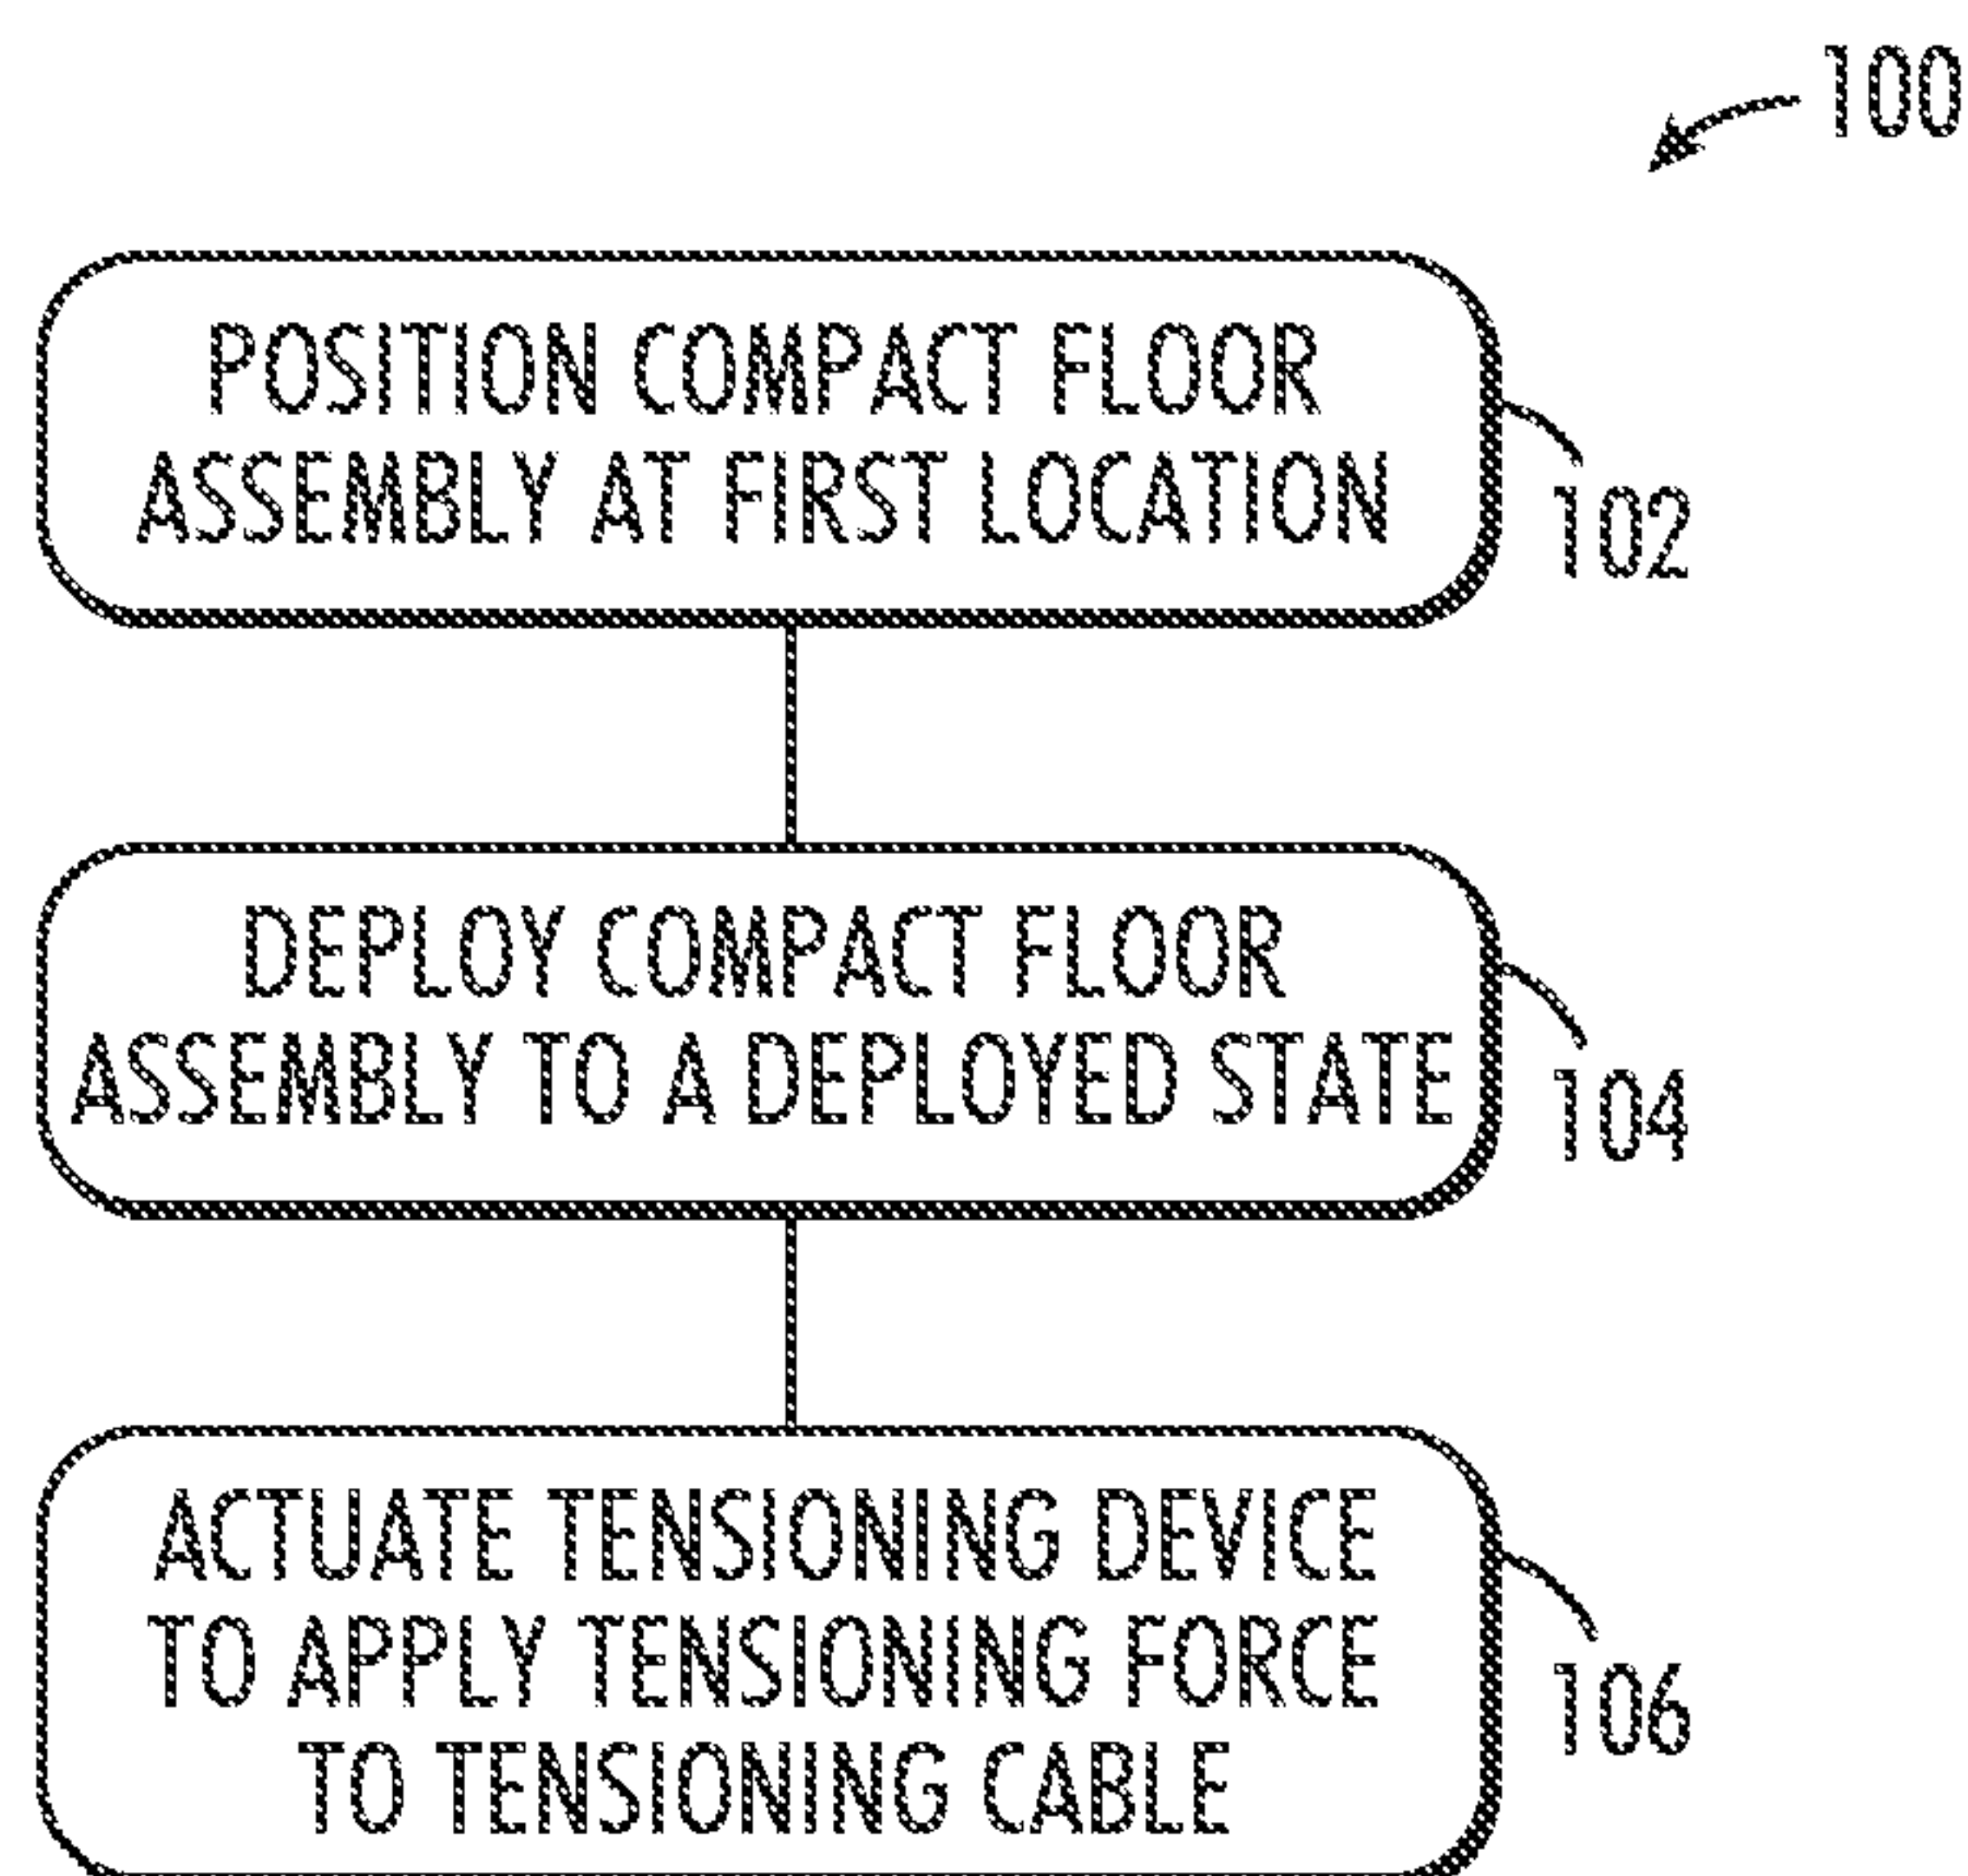 100
POSITION COMPACT FLOOR
ASSEMBLY AT FIRST LOCATION
102
DEPLOY COMPACT FLOOR
ASSEMBLY TO A DEPLOYED STATE
104
ACTUATE TENSIONING DEVICE
TO APPLY TENSIONING FORCE
TO TENSIONING CABLE
106